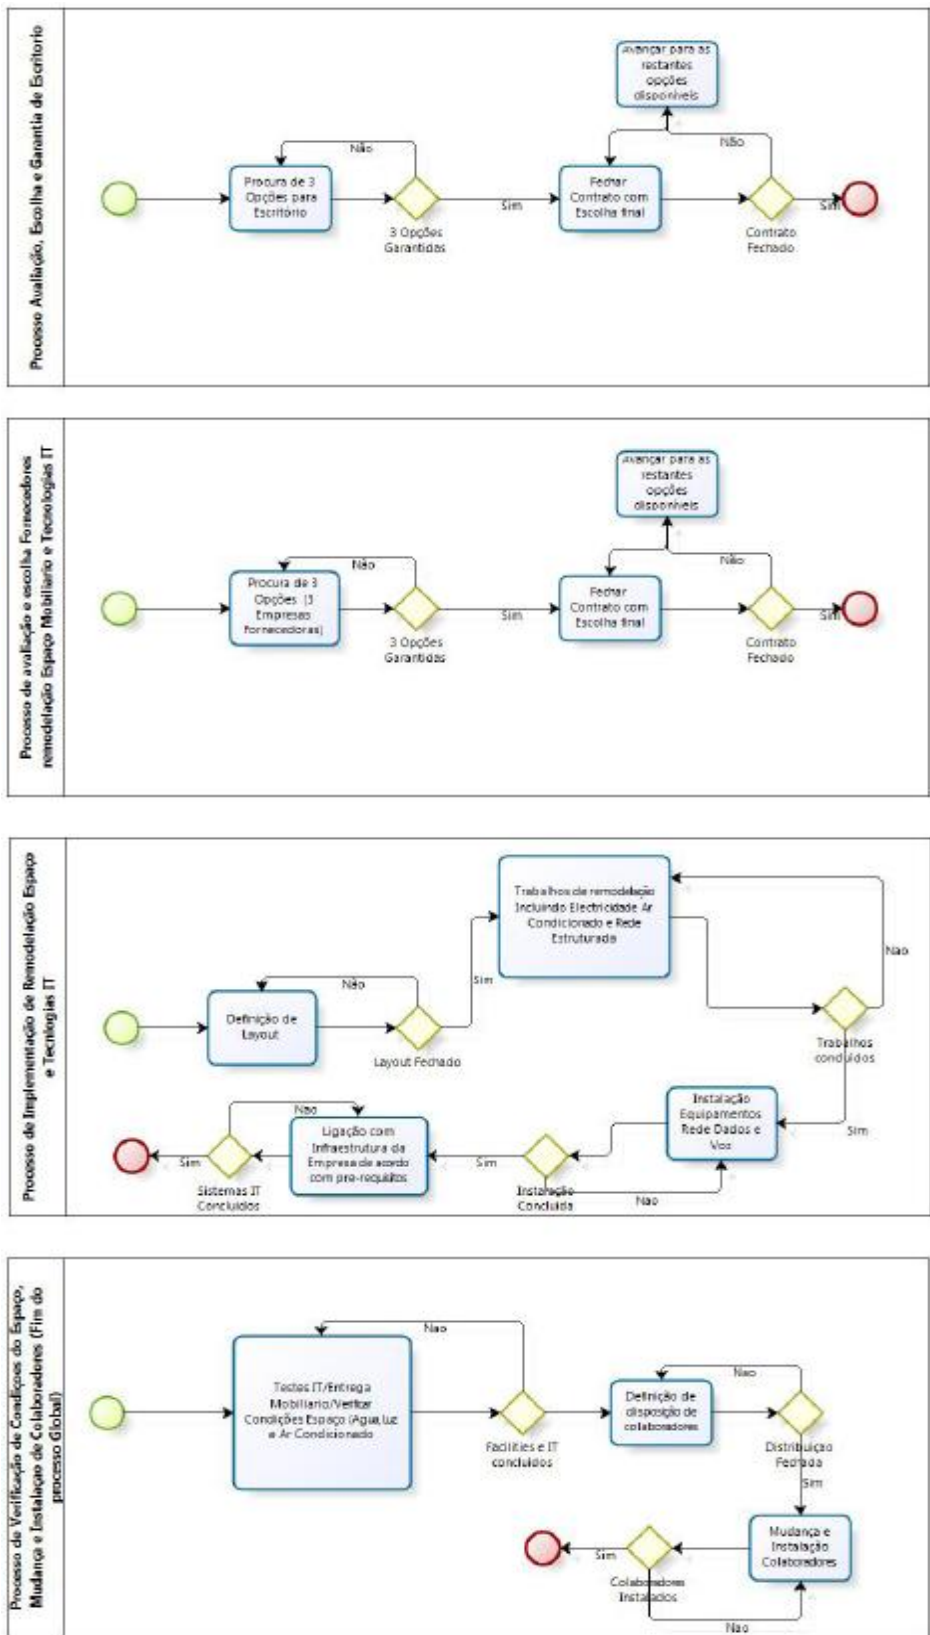 Processo Avaliação, Escolha e Garantia de Escritorio
Avançar para as
restantes
opções
disponíveis
Não
Não
Procura de 3
Opções para
Escritório
Fechar
Contrato com
Escolha final
Sim
Sim
3 Opções
Garantidas
Contrato
Fechado
Processo de avaliação e escolha Fornecedores
remodelação Espaço Mobiliario e Tecnologias IT
Avançar para as
restantes
opções
disponíveis
Não
Não
Procura de 3
Opções (3
Empresas
Fornecedoras)
Fechar
Contrato com
Escolha final
Sim
Sim
3 Opções
Garantidas
Contrato
Fechado
Processo de Implementação de Remodelação Espaço
e Tecnlogias IT
Trabalhos de remodelação
Incluindo Electricidade Ar
Condicionado e Rede
Estruturada
Nao
Não
Sim
Definição de
Layout
Layout Fechado
Trabalhos
concluidos
Instalação
Equipamentos
Rede Dados e
Voz
Sim
Nao
Ligação com
Infraestrutura da
Empresa de acordo
com pre-requisitos
Sim
Sim
Sistemas IT
Concluidos
Instalação
Concluida
Nao
Processo de Verificação de Condiçoes do Espaço,
Mudança e Instalaçao de Colaboradores (Fim do
processo Global)
Nao
Nao
Testes IT/Entrega
Mobiliario/Verificar
Condições Espaço (Agua,luz
e Ar Condicionado
Definição de
disposição de
colaboradores
Facilities e IT
concluidos
Distribuiçao
Fechada
Sim
Mudança e
Instalação
Colaboradores
Sim
Colaboradores
Instalados
Nao